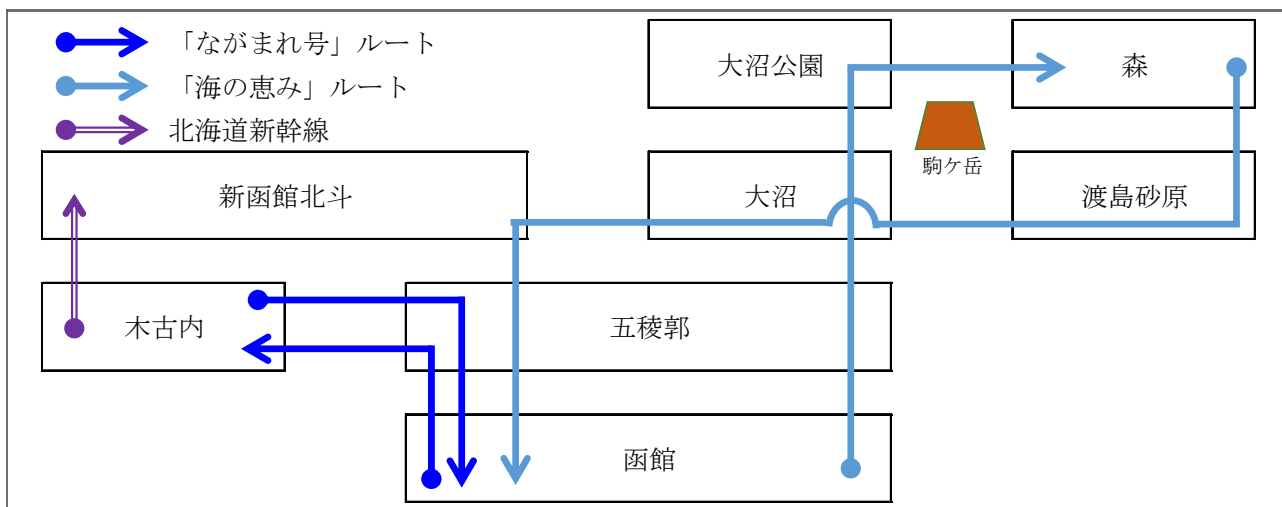 「ながまれ号」ルート
「海の恵み」ルート
北海道新幹線
大沼公園
森
駒ケ岳
新函館北斗
大沼
渡島砂原
木古内
五稜郭
函館